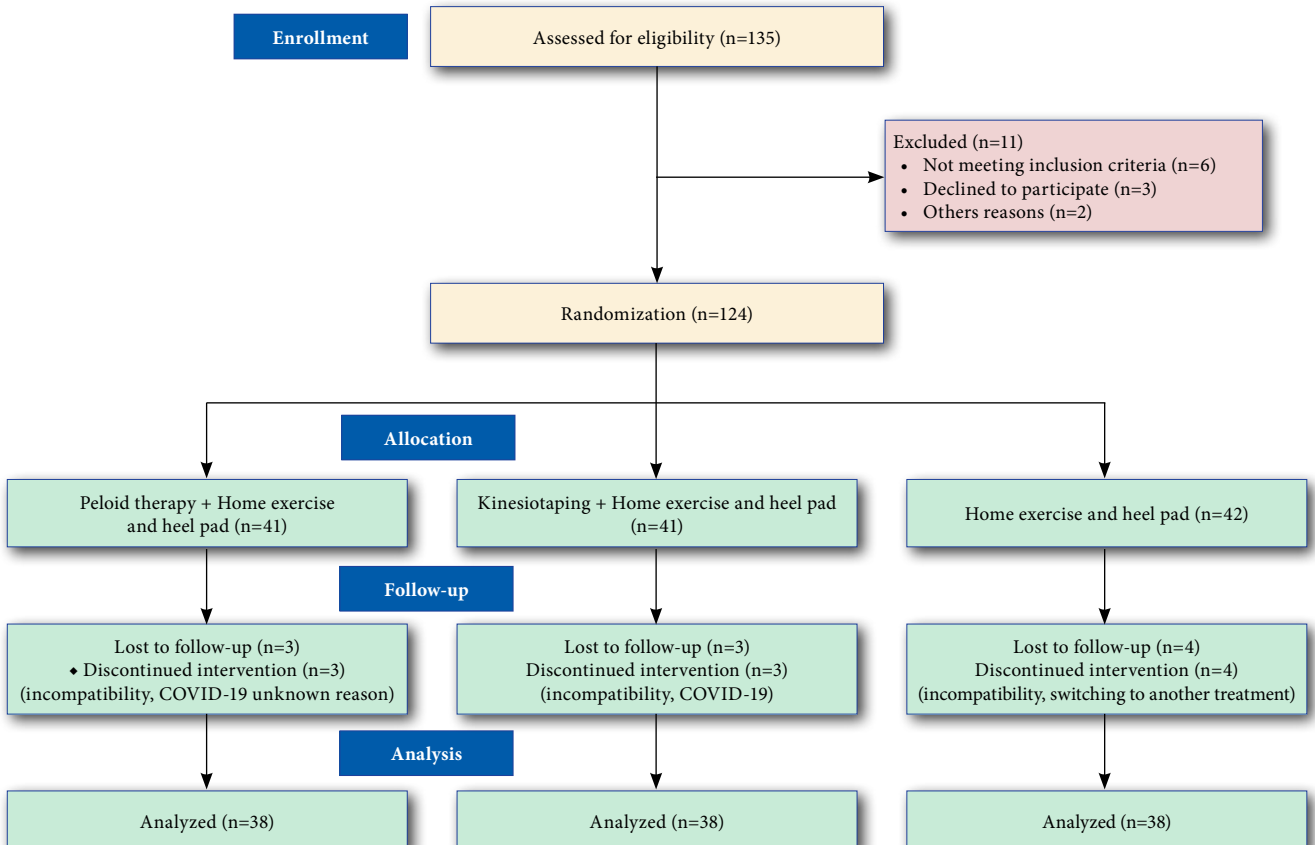 Enrollment
Assessed for eligibility (n=135)
Excluded (n=11)
• Not meeting inclusion criteria (n=6)
• Declined to participate (n=3)
• Others reasons (n=2)
Randomization (n=124)
Allocation
Peloid therapy + Home exercise
and heel pad (n=41)
Kinesiotaping + Home exercise and heel pad
(n=41)
Home exercise and heel pad (n=42)
Follow-up
Lost to follow-up (n=3)
◆ Discontinued intervention (n=3)
(incompatibility, COVID-19 unknown reason)
Lost to follow-up (n=3)
Discontinued intervention (n=3)
(incompatibility, COVID-19)
Lost to follow-up (n=4)
Discontinued intervention (n=4)
(incompatibility, switching to another treatment)
Analysis
Analyzed (n=38)
Analyzed (n=38)
Analyzed (n=38)